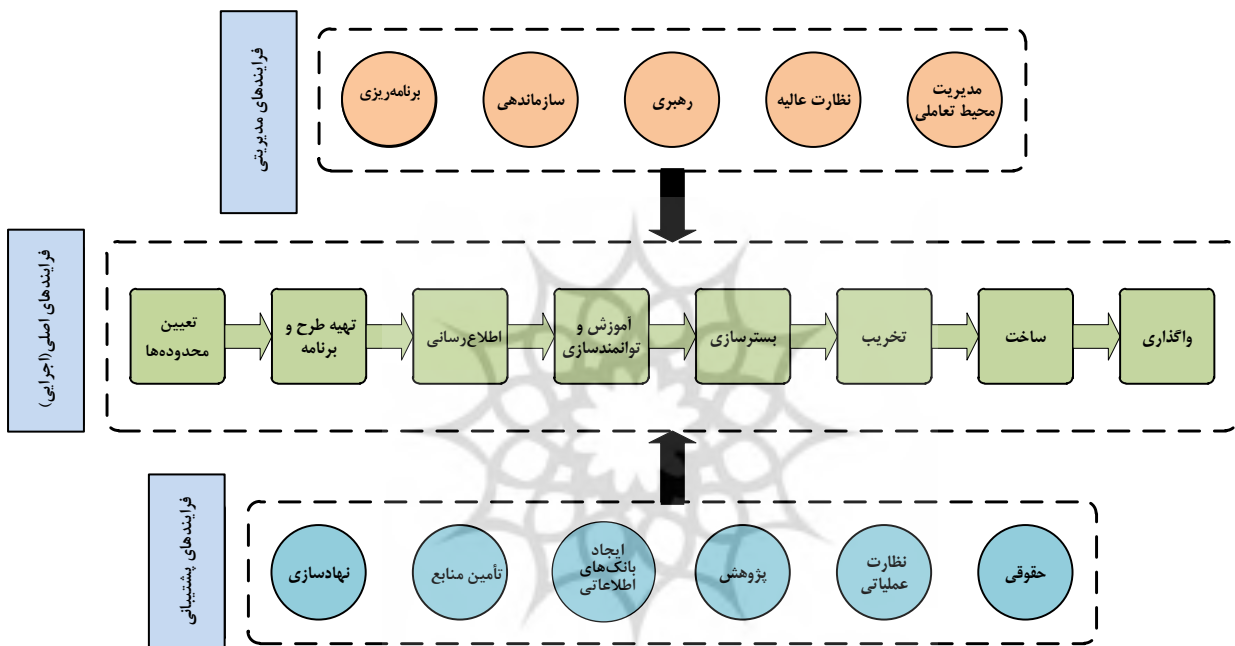 فرایندهای مدیریتی
برنامه‌ریزی
سازماندهی
رهبری
نظارت عالیه
مدیریت
محیط تعاملی
فرایندهای اصلی(اجرایی)
تعیین
محدوده‌ها
تهیه طرح و
برنامه
اطلاع‌رسانی
آموزش و
توانمندسازی
بسترسازی
تخریب
ساخت
واگذاری
فرایندهای پشتیبانی
نهادسازی
تأمین منابع
ایجاد
بانک‌های
اطلاعاتی
پژوهش
نظارت
عملیاتی
حقوقی